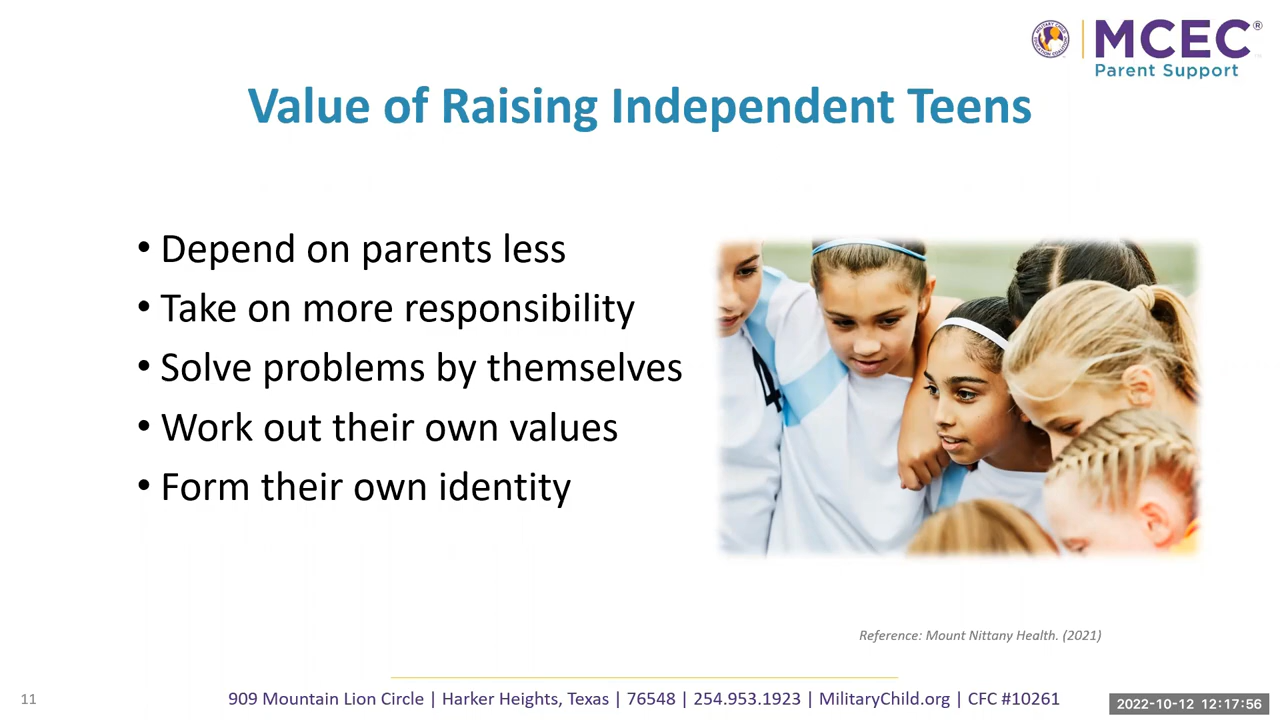 MCEC®
Parent Support
Value of Raising Independent Teens
• Depend on parents less
• Take on more responsibility
• Solve problems by themselves
• Work out their own values
• Form their own identity
Reference: Mount Nittany Health. (2021)
11
909 Mountain Lion Circle | Harker Heights, Texas | 76548 | 254.953.1923 | MilitaryChild.org | CFC #10261
2022-10-12 12:17:56